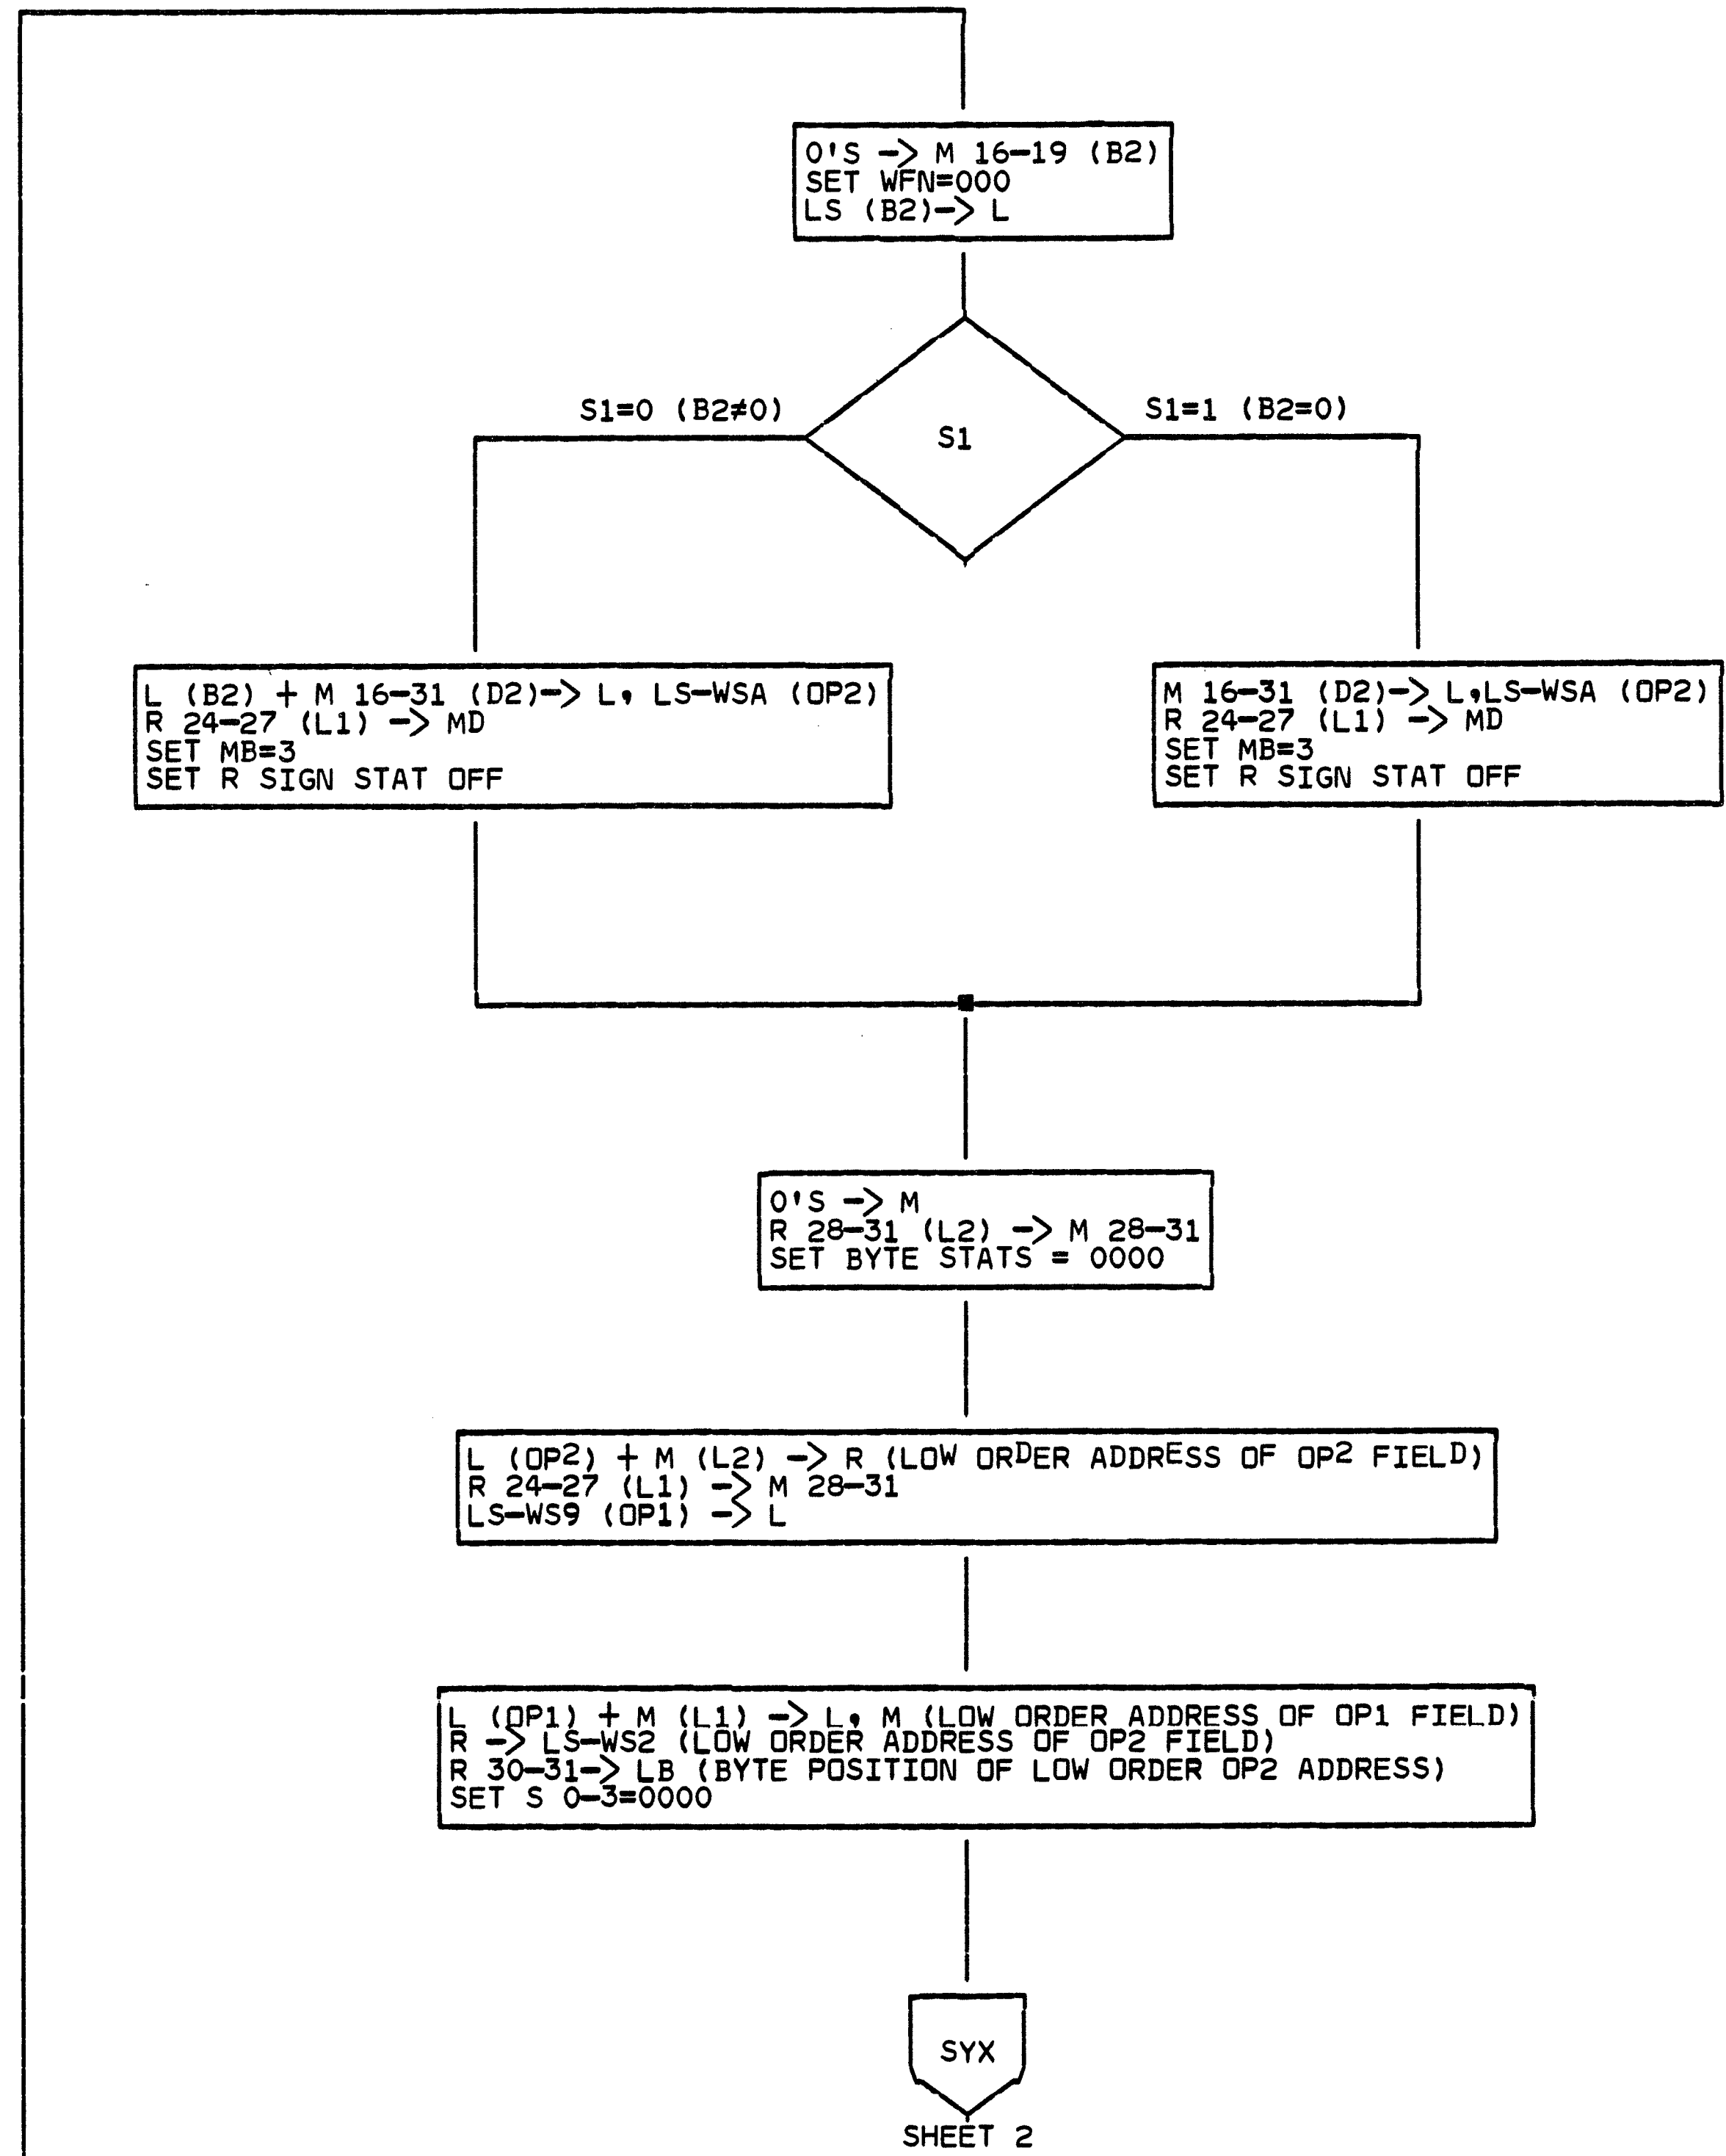 O'S -> M 16-19 (B2)
SET WFN=000
LS (B2)-> L
S1=0 (B2≠0)
S1=1 (B2=0)
S1
L (B2) + M 16-31 (D2)-> L, LS-WSA (OP2)
R 24-27 (L1) -> MD
SET MB=3
SET R SIGN STAT OFF
M 16-31 (D2)-> L,LS-WSA (OP2)
R 24-27 (L1) -> MD
SET MB=3
SET R SIGN STAT OFF
O'S -> M
R 28-31 (L2) -> M 28-31
SET BYTE STATS = 0000
L (OP2) + M (L2) -> R (LOW ORDER ADDRESS OF OP2 FIELD)
R 24-27 (L1) -> M 28-31
LS-WS9 (OP1) -> L
L (OP1) + M (L1) -> L, M (LOW ORDER ADDRESS OF OP1 FIELD)
R -> LS-WS2 (LOW ORDER ADDRESS OF OP2 FIELD)
R 30-31-> LB (BYTE POSITION OF LOW ORDER OP2 ADDRESS)
SET S 0-3=0000
SYX
SHEET 2